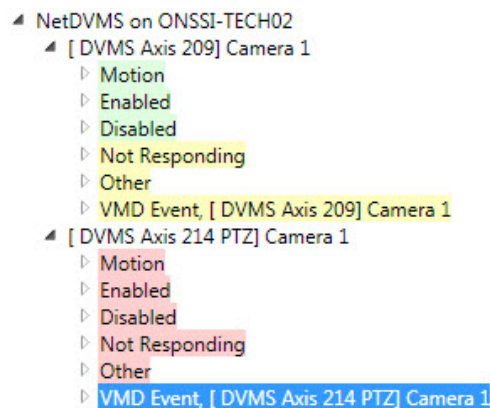 NetDVMS on ONSSI-TECH02
[ DVMS Axis 209] Camera 1
Motion
Enabled
Disabled
Not Responding
Other
VMD Event, [ DVMS Axis 209] Camera 1
[ DVMS Axis 214 PTZ] Camera 1
Motion
Enabled
Disabled
Not Responding
Other
VMD Event, [ DVMS Axis 214 PTZ] Camera 1